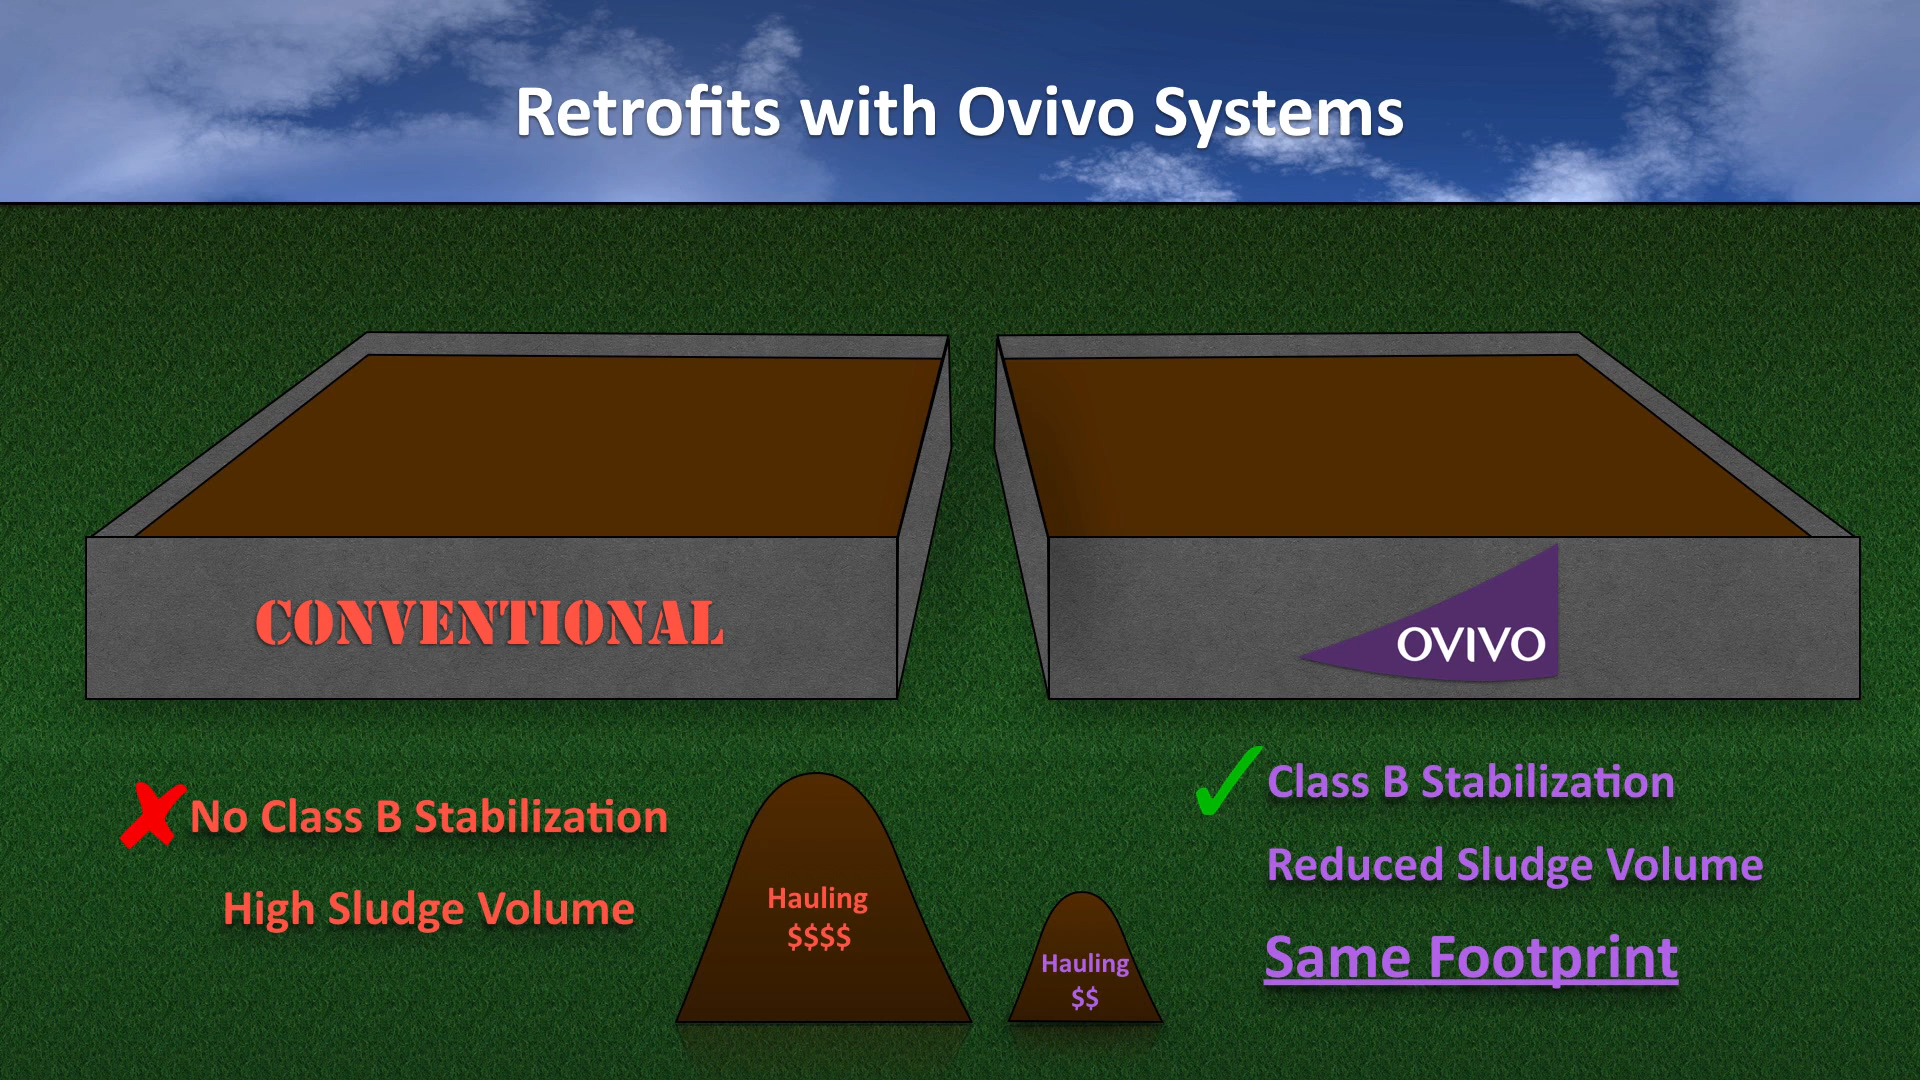 Retrofits with Ovivo Systems
CONVENTIONAL
OVIVO
No Class B Stabilization
High Sludge Volume
Hauling
$$$$
Hauling
$$
Class B Stabilization
Reduced Sludge Volume
Same Footprint